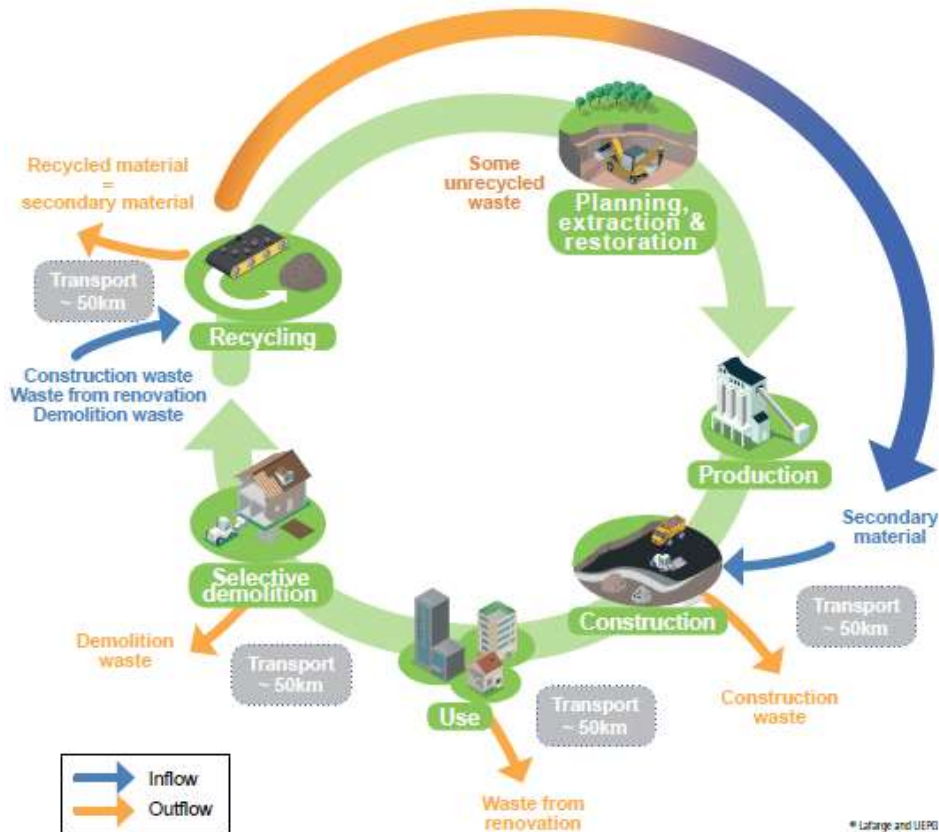 Recycled material
=
secondary material
Transport
~ 50km
Construction waste
Waste from renovation
Demolition waste
Recycling
Some
unrecycled
waste
Planning,
extraction &
restoration
Production
Secondary
material
Transport
~ 50km
Construction
Construction
waste
Transport
~ 50km
Use
Waste from
renovation
Selective
demolition
Demolition
waste
Transport
~ 50km
Inflow
Outflow
© Lafarge and UEPG